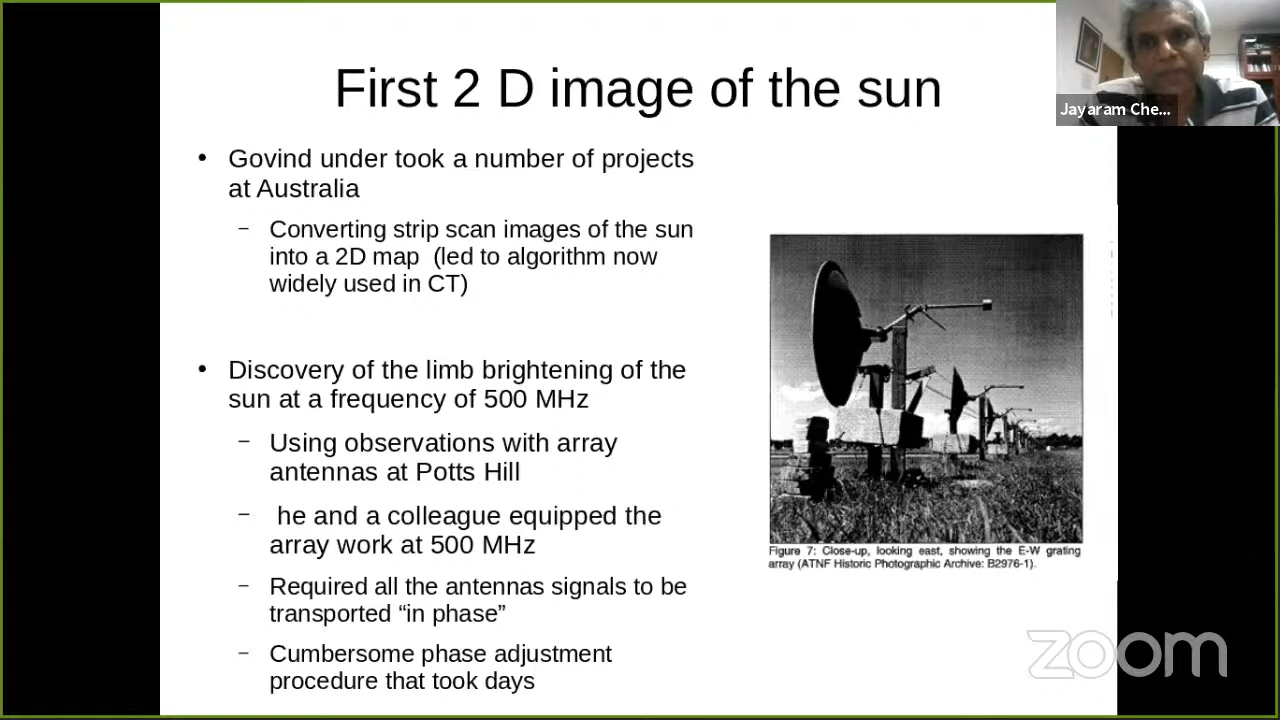 First 2 D image of the sun
Jayaram Che...
• Govind under took a number of projects
at Australia
– Converting strip scan images of the sun
into a 2D map (led to algorithm now
widely used in CT)
• Discovery of the limb brightening of the
sun at a frequency of 500 MHz
– Using observations with array
antennas at Potts Hill
– he and a colleague equipped the
array work at 500 MHz
– Required all the antennas signals to be
transported “in phase”
– Cumbersome phase adjustment
procedure that took days
Figure 7: Close-up, looking east, showing the E-W grating
array (ATNF Historic Photographic Archive: B2976-1).
zoom